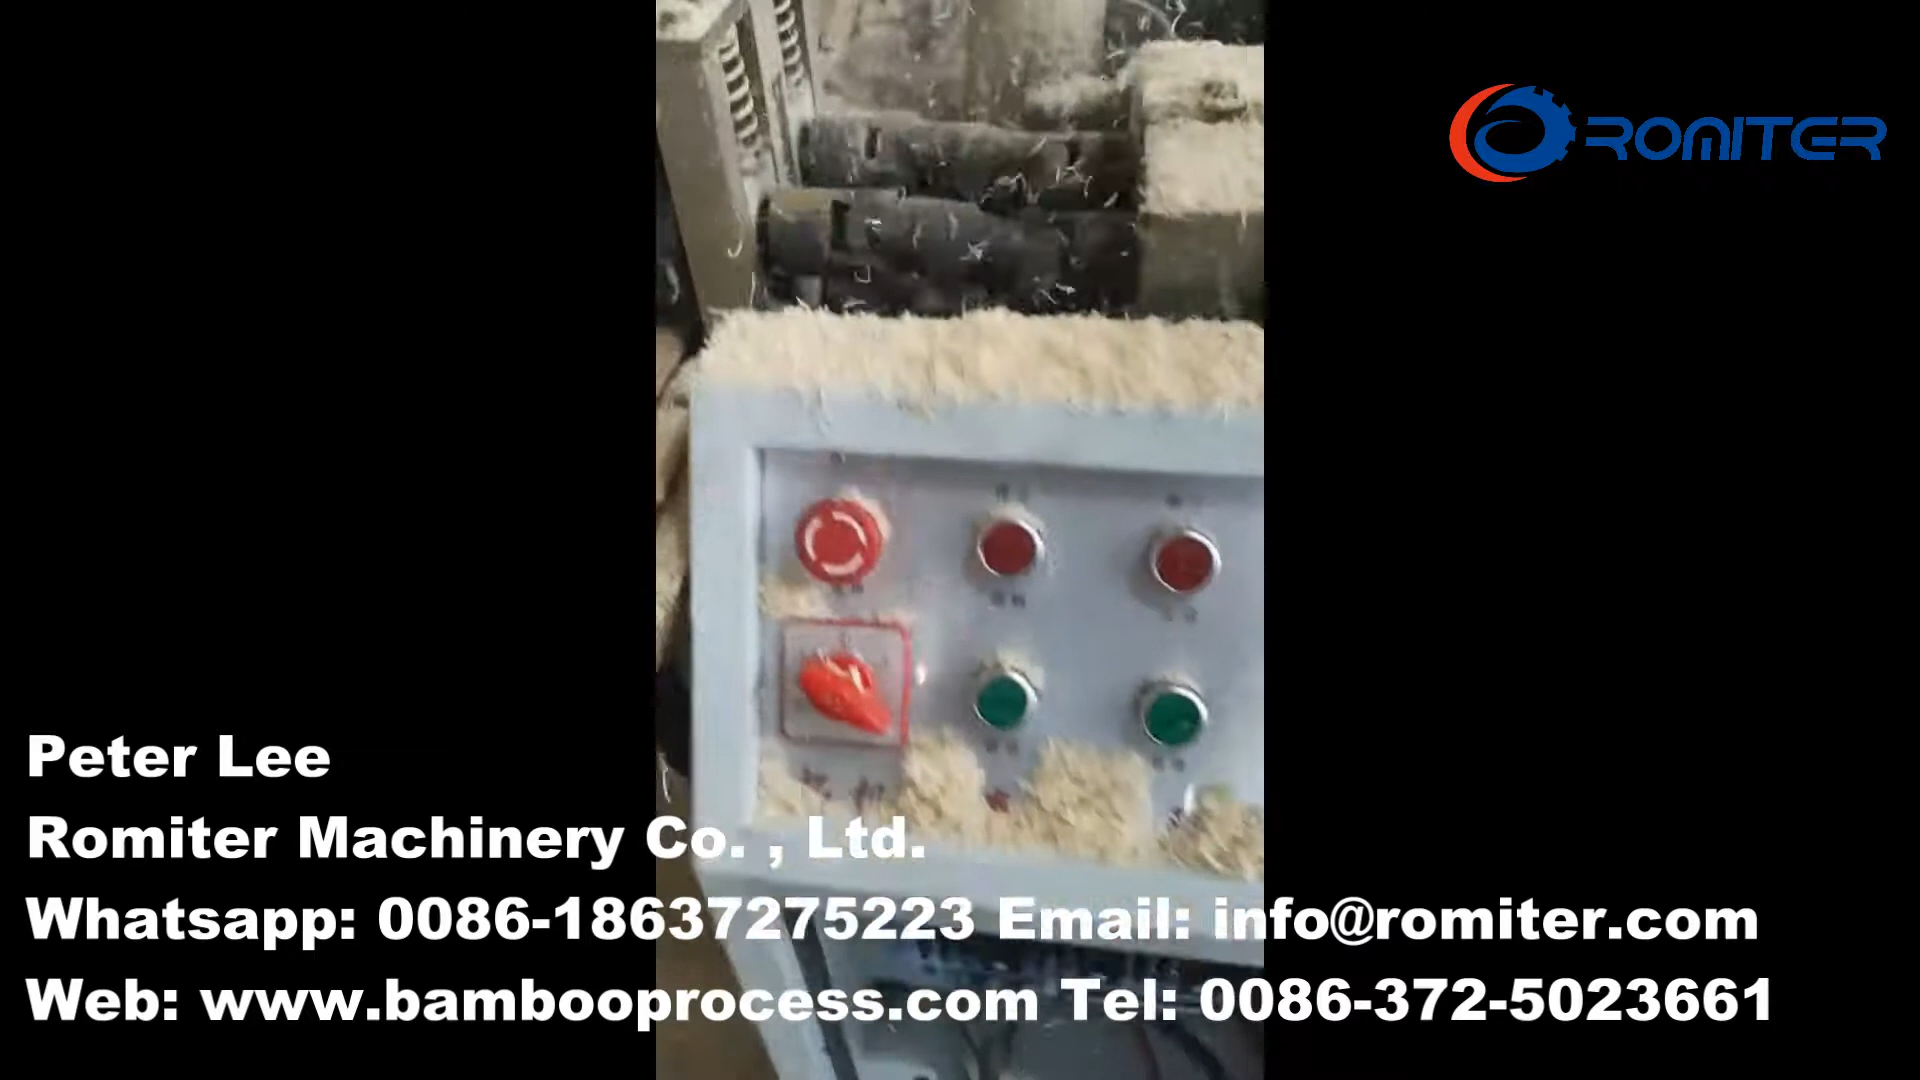 ROMITER
Peter Lee
Romiter Machinery Co. , Ltd.
Whatsapp: 0086-18637275223 Email: info@romiter.com
Web: www.bambooprocess.com Tel: 0086-372-5023661